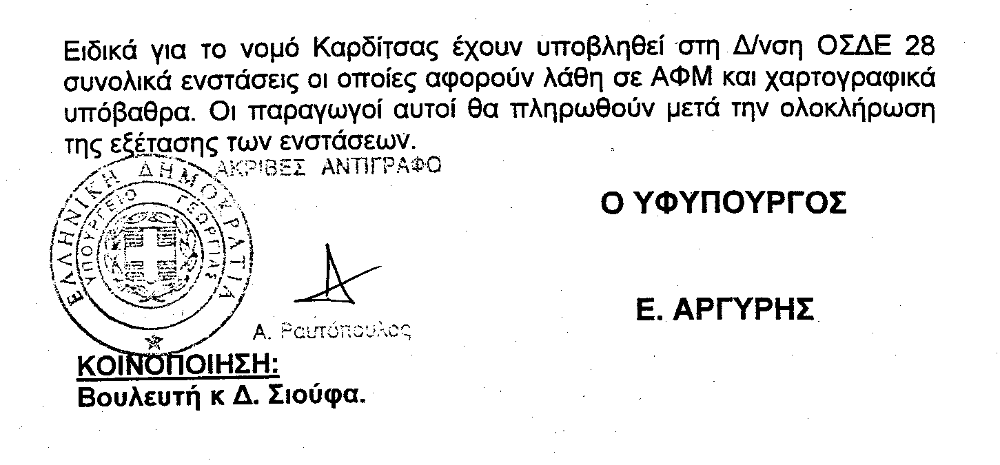 Ειδικά για το νομό Καρδίτσας έχουν υποβληθεί στη Δ/νση ΟΣΔΕ 28
συνολικά ενστάσεις οι οποίες αφορούν λάθη σε ΑΦΜ και χαρτογραφικά
υπόβαθρα. Οι παραγωγοί αυτοί θα πληρωθούν μετά την ολοκλήρωση
της εξέτασης των ενστάσεων.
ΑΚΡΙΒΕΣ ΑΝΤΙΓΡΑΦΟ
ΕΛΛΗΝΙΚΗ ΔΗΜΟΚΡΑΤΙΑ
ΥΠΟΥΡΓΕΙΟ ΓΕΩΡΓΙΑΣ
Ο ΥΦΥΠΟΥΡΓΟΣ
Ε. ΑΡΓΥΡΗΣ
Α. Ραυτόπουλος
ΚΟΙΝΟΠΟΙΗΣΗ:
Βουλευτή κ Δ. Σιούφα.